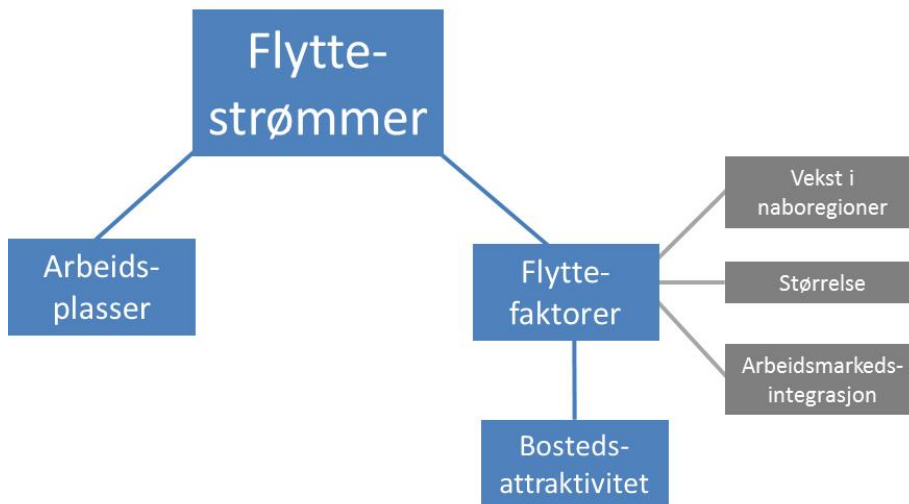 Flytte-
strømmer
Arbeids-
plasser
Flytte-
faktorer
Vekst i
naboregioner
Størrelse
Arbeidsmarkeds-
integrasjon
Bosteds-
attraktivitet